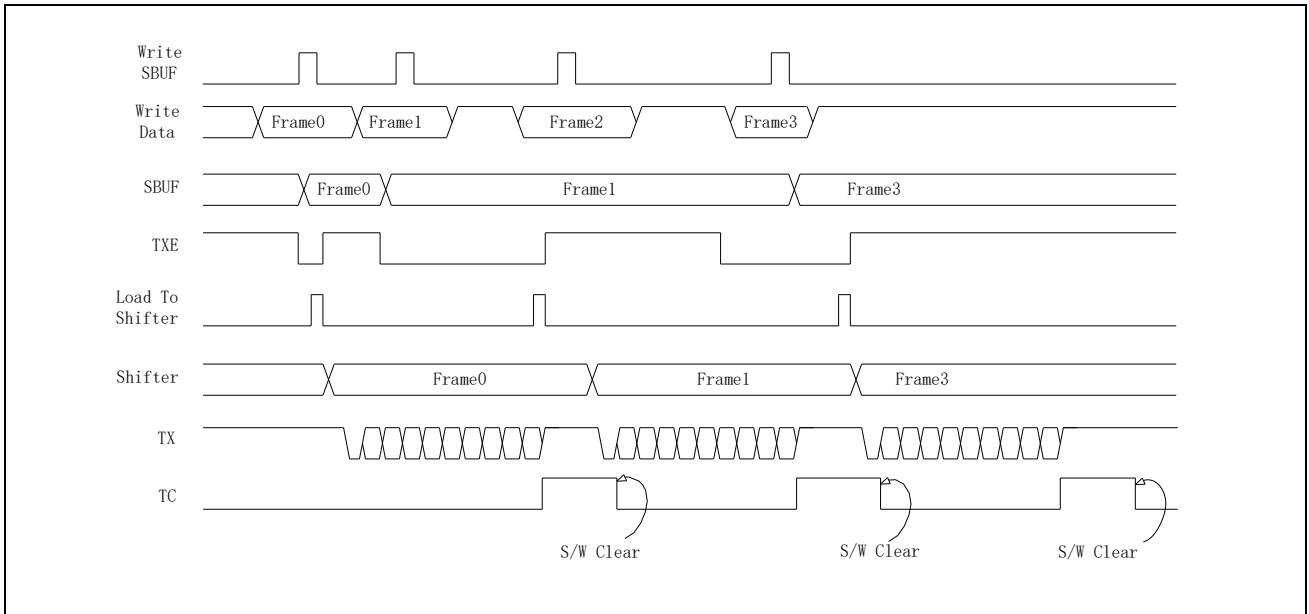 Write
SBUF
Write
Data
Frame0
Frame1
Frame2
Frame3
SBUF
Frame0
Frame1
Frame3
TXE
Load To
Shifter
Shifter
Frame0
Frame1
Frame3
TX
TC
S/W Clear
S/W Clear
S/W Clear